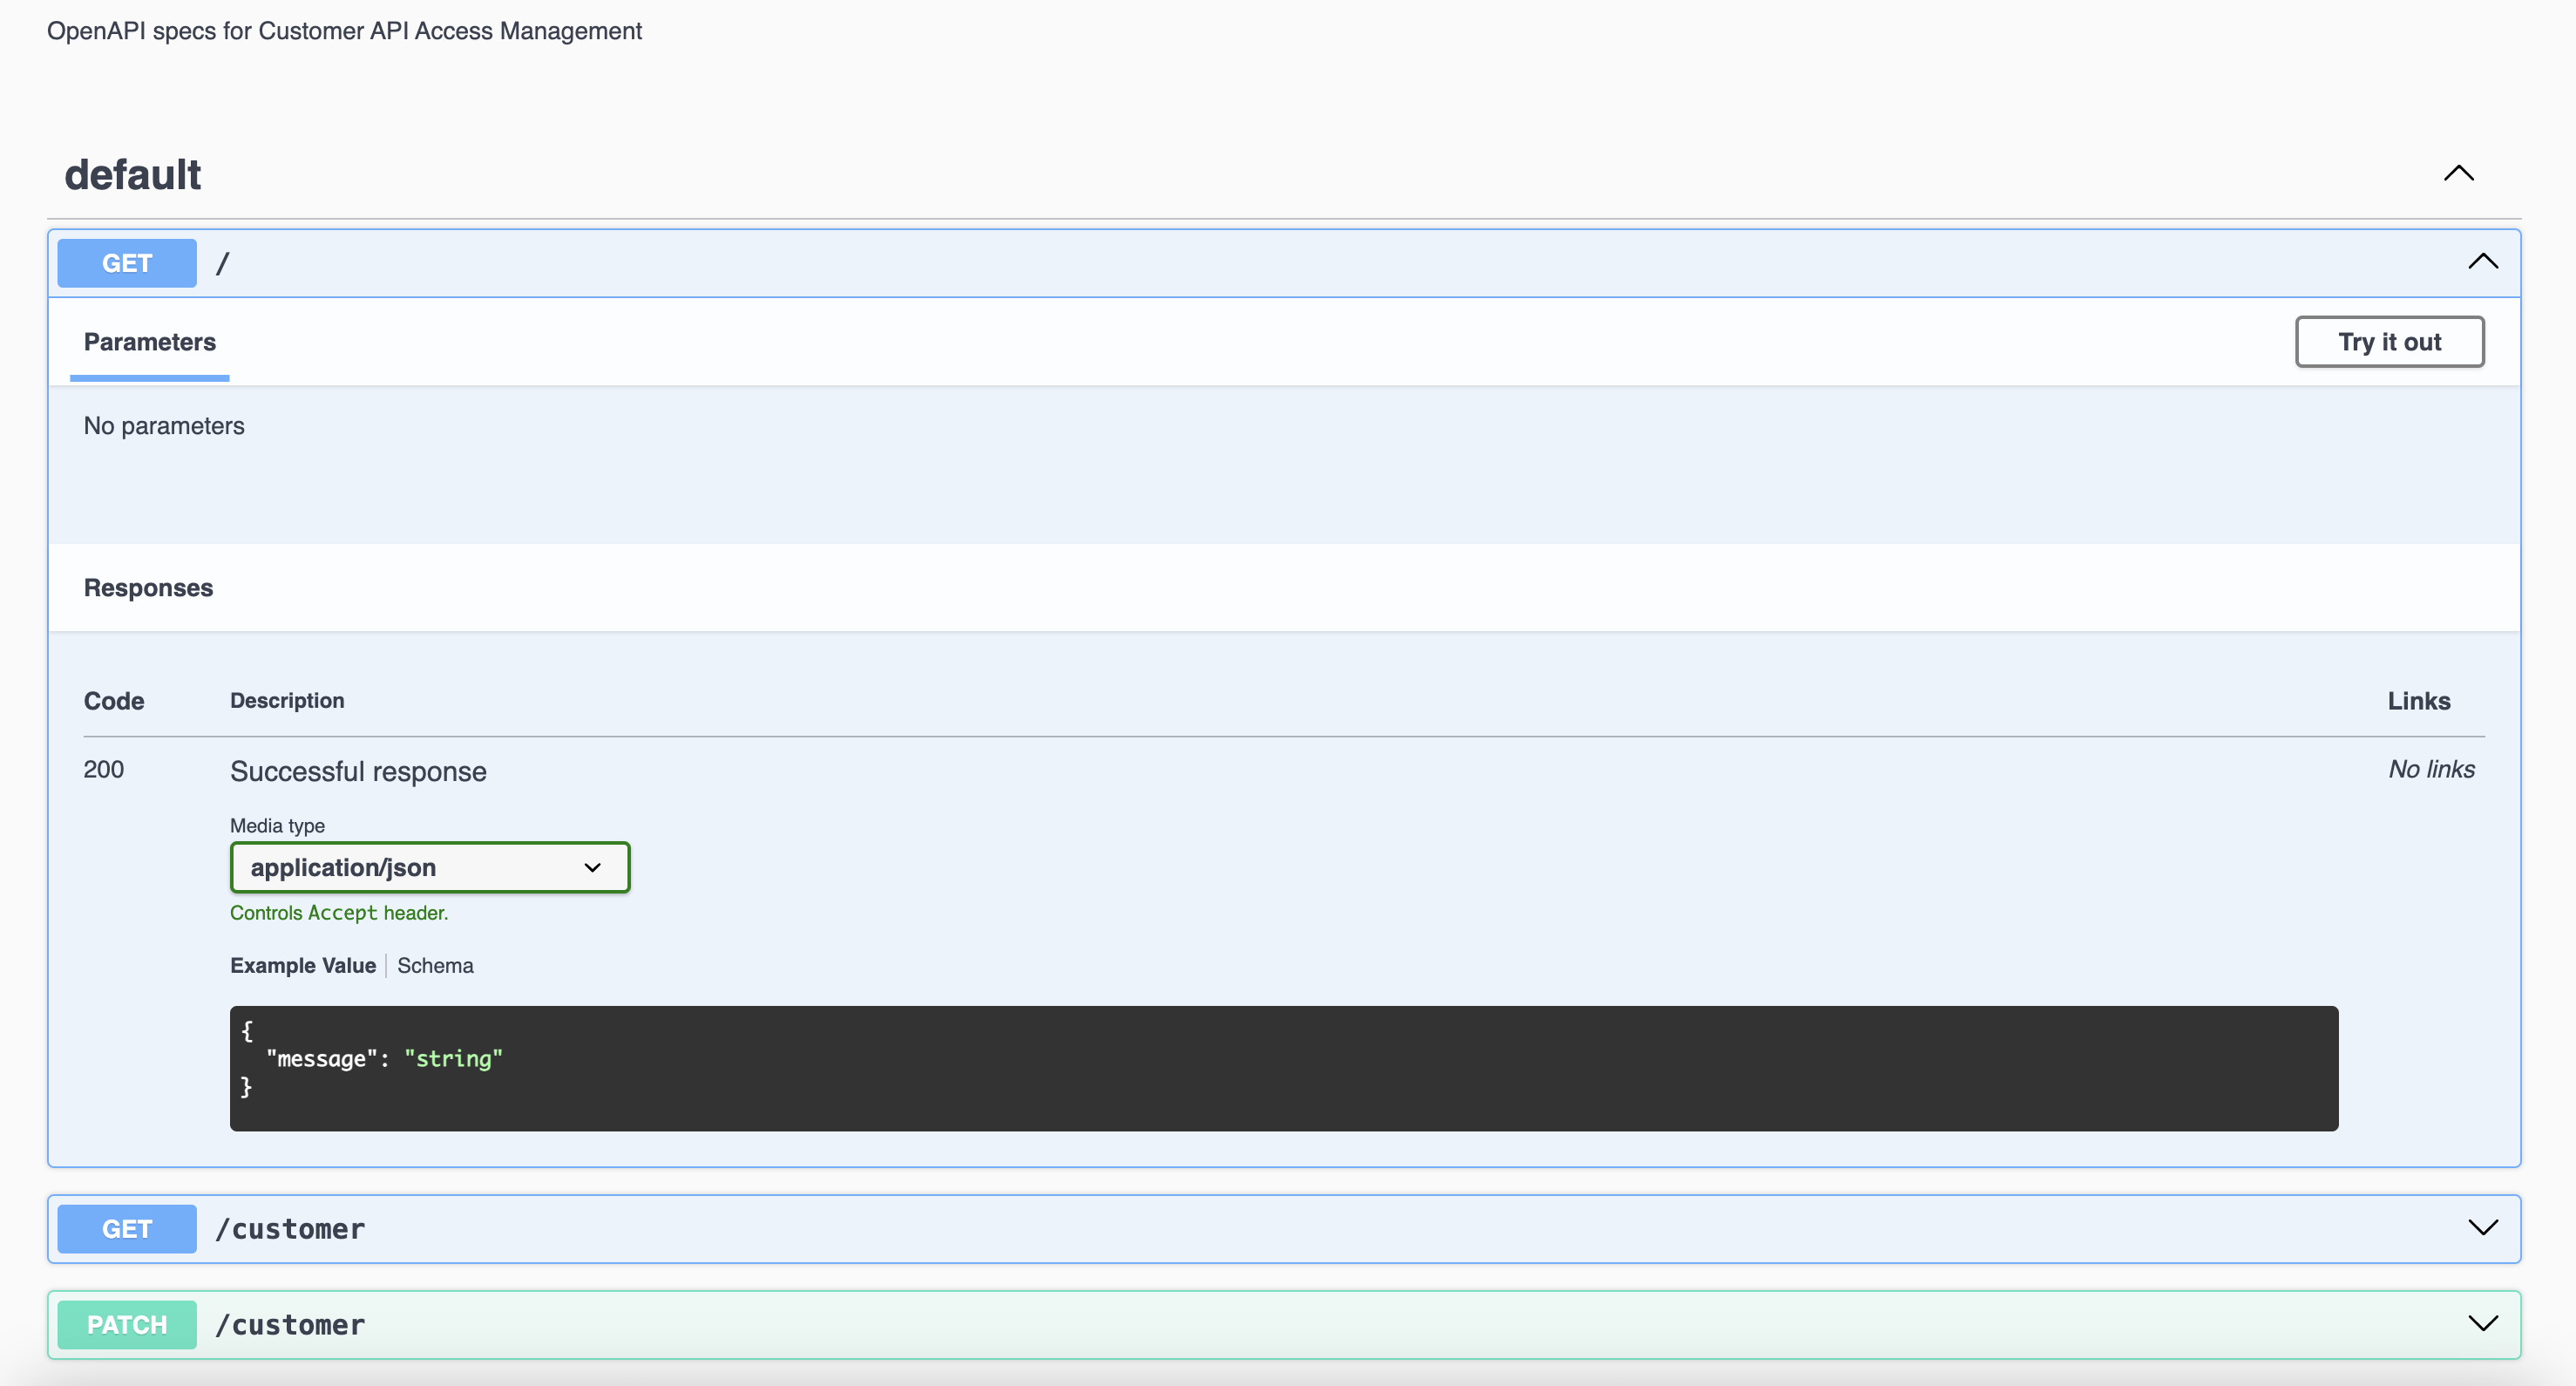 OpenAPI specs for Customer API Access Management
default
GET /
Parameters
Try it out
No parameters
Responses
Code Description Links
200 Successful response No links
Media type
application/json
Controls Accept header.
Example Value Schema
{
  "message": "string"
}
GET /customer
PATCH /customer